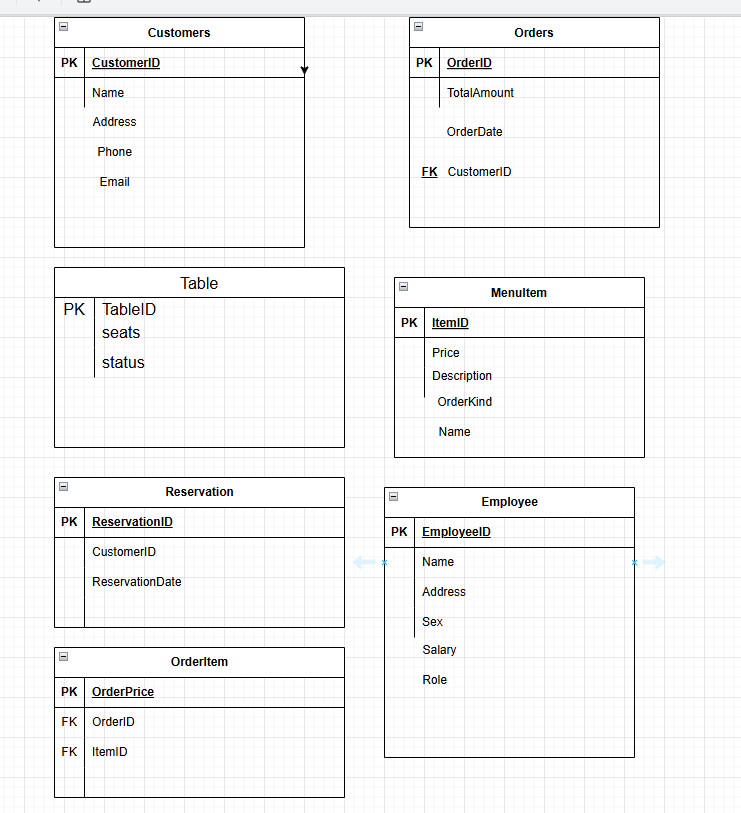 Customers
PK CustomerID
Name
Address
Phone
Email
Orders
PK OrderID
TotalAmount
OrderDate
FK CustomerID
Table
PK TableID
seats
status
MenuItem
PK ItemID
Price
Description
OrderKind
Name
Reservation
PK ReservationID
CustomerID
ReservationDate
Employee
PK EmployeeID
Name
Address
Sex
Salary
Role
OrderItem
PK OrderPrice
FK OrderID
FK ItemID